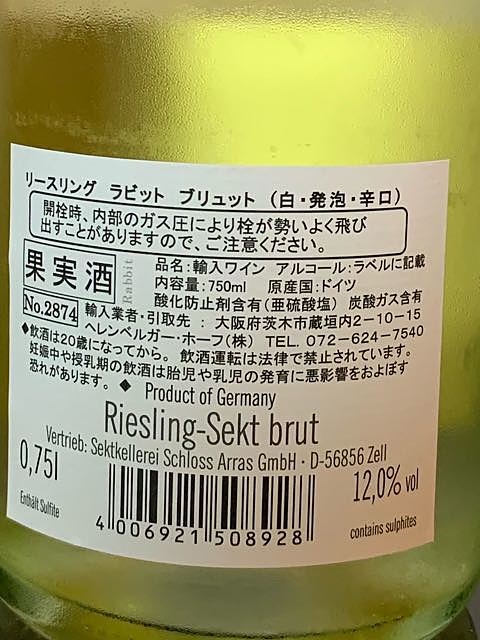 リースリング ラビット ブリュット (白・発泡・辛口)
開栓時、内部のガス圧により栓が勢いよく飛び
出すことがありますので、ご注意ください。
果実酒
Rabbit
No.2874
品名:輸入ワイン アルコール:ラベルに記載
内容量:750ml 原産国:ドイツ
酸化防止剤含有(亜硫酸塩) 炭酸ガス含有
輸入業者・引取先 : 大阪府茨木市蔵垣内2-10-15
ヘレンベルガー・ホーフ(株) TEL. 072-624-7540
◆飲酒は20歳になってから。飲酒運転は法律で禁止されています。
妊娠中や授乳期の飲酒は胎児や乳児の発育に悪影響をおよぼす
恐れがあります。 ◆ Product of Germany
Riesling-Sekt brut
Vertrieb: Sektkellerei Schloss Arras GmbH · D-56856 Zell
0,75l
12,0% vol
Enthält Sulfite
4 006921 508928
contains sulphites